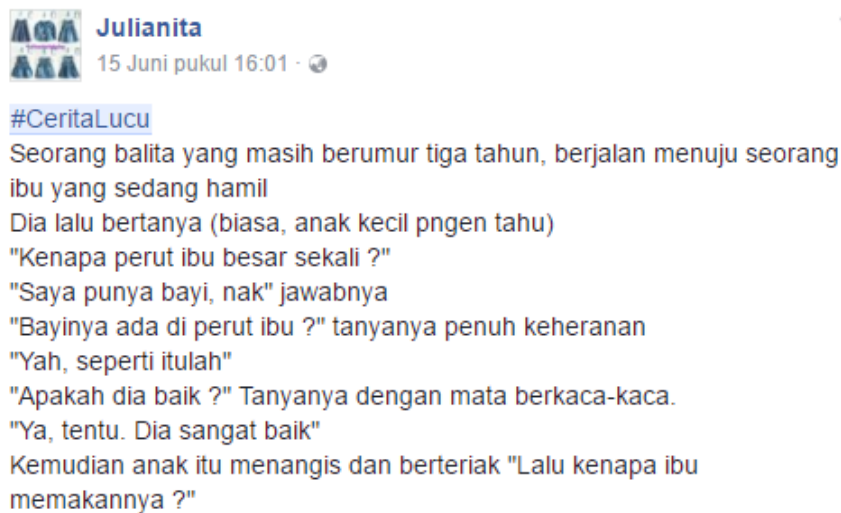 Julianita
15 Juni pukul 16:01 ·
#CeritaLucu
Seorang balita yang masih berumur tiga tahun, berjalan menuju seorang
ibu yang sedang hamil
Dia lalu bertanya (biasa, anak kecil pngen tahu)
"Kenapa perut ibu besar sekali ?"
"Saya punya bayi, nak" jawabnya
"Bayinya ada di perut ibu ?" tanyanya penuh keheranan
"Yah, seperti itulah"
"Apakah dia baik ?" Tanyanya dengan mata berkaca-kaca.
"Ya, tentu. Dia sangat baik"
Kemudian anak itu menangis dan berteriak "Lalu kenapa ibu
memakannya ?"